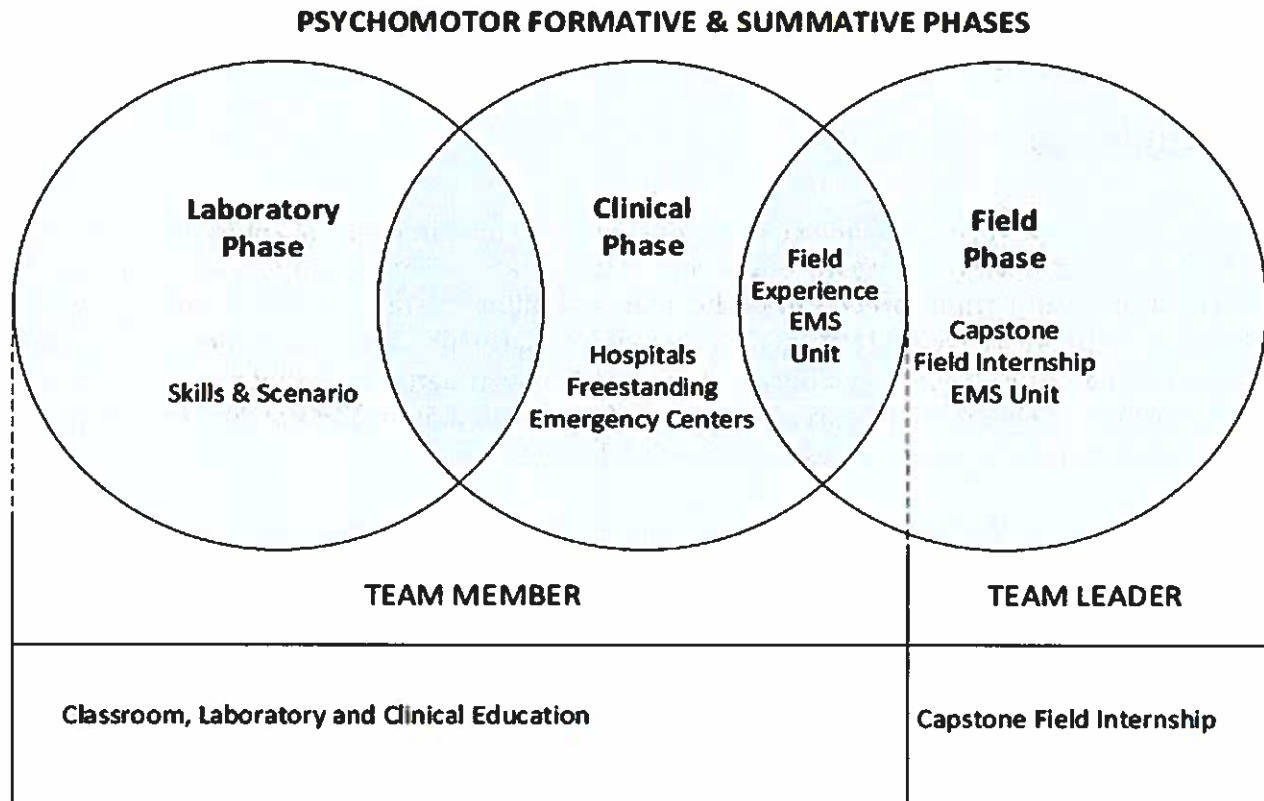 PSYCHOMOTOR FORMATIVE & SUMMATIVE PHASES
Laboratory
Phase
Skills & Scenario
Clinical
Phase
Hospitals
Freestanding
Emergency Centers
Field
Experience
EMS
Unit
Field
Phase
Capstone
Field Internship
EMS Unit
TEAM MEMBER
TEAM LEADER
Classroom, Laboratory and Clinical Education
Capstone Field Internship